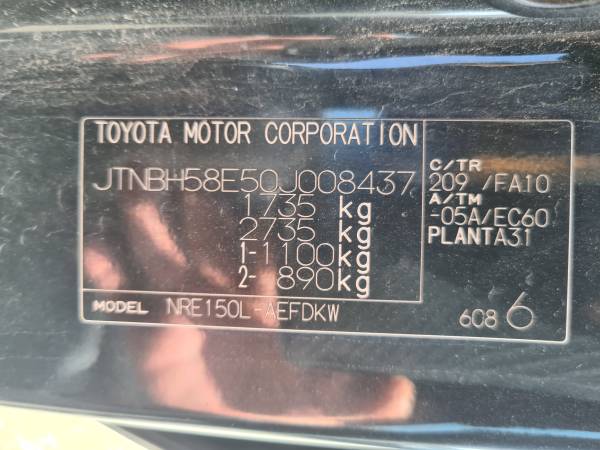 TOYOTA MOTOR CORPORATION
JTNBH58E50J008437
1735 kg
2735 kg
1-1100kg
2- 890kg
MODEL NRE150L-AEFDKW
C/TR
209 /FA10
A/TM
-05A/EC60
PLANTA31
608 6